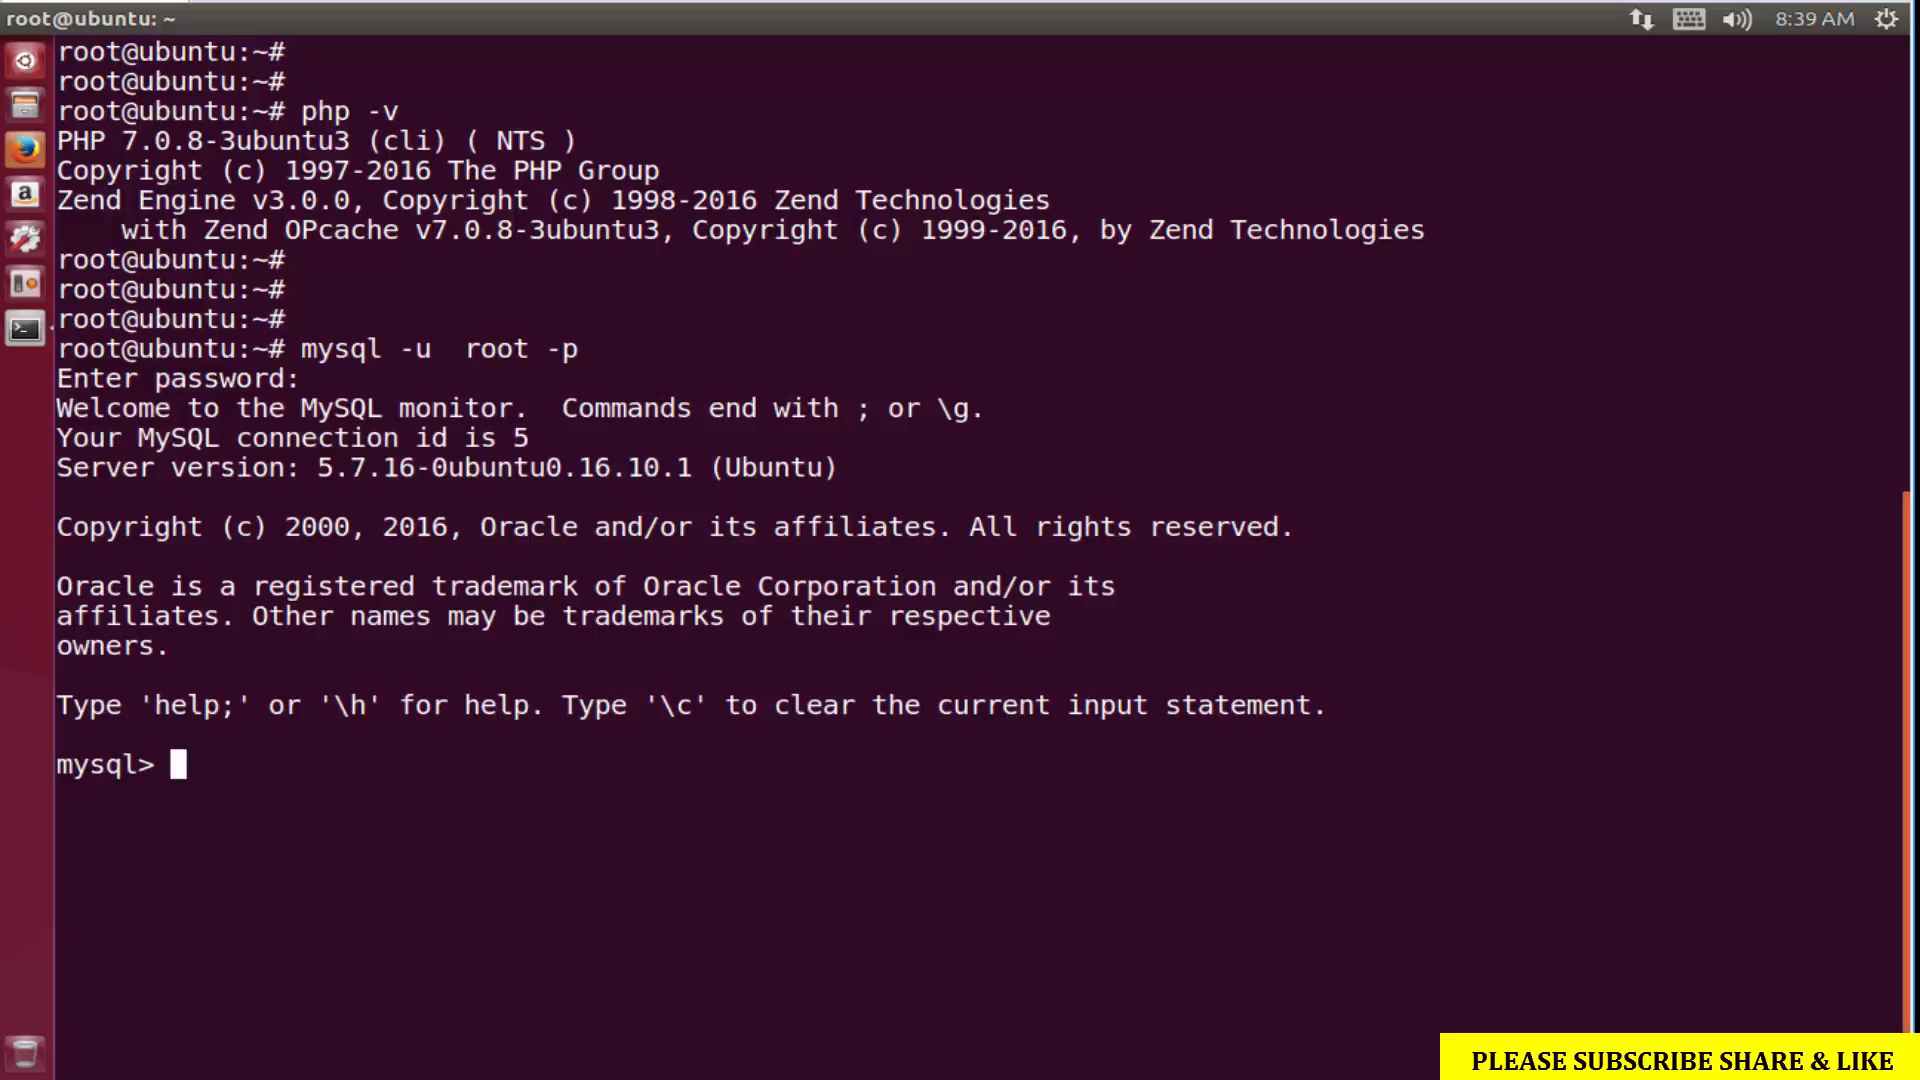 root@ubuntu: ~
8:39 AM
root@ubuntu:~#
root@ubuntu:~#
root@ubuntu:~# php -v
PHP 7.0.8-3ubuntu3 (cli) ( NTS )
Copyright (c) 1997-2016 The PHP Group
Zend Engine v3.0.0, Copyright (c) 1998-2016 Zend Technologies
    with Zend OPcache v7.0.8-3ubuntu3, Copyright (c) 1999-2016, by Zend Technologies
root@ubuntu:~#
root@ubuntu:~#
root@ubuntu:~#
root@ubuntu:~# mysql -u  root -p
Enter password:
Welcome to the MySQL monitor.  Commands end with ; or \g.
Your MySQL connection id is 5
Server version: 5.7.16-0ubuntu0.16.10.1 (Ubuntu)
Copyright (c) 2000, 2016, Oracle and/or its affiliates. All rights reserved.
Oracle is a registered trademark of Oracle Corporation and/or its
affiliates. Other names may be trademarks of their respective
owners.
Type 'help;' or '\h' for help. Type '\c' to clear the current input statement.
mysql>
PLEASE SUBSCRIBE SHARE & LIKE